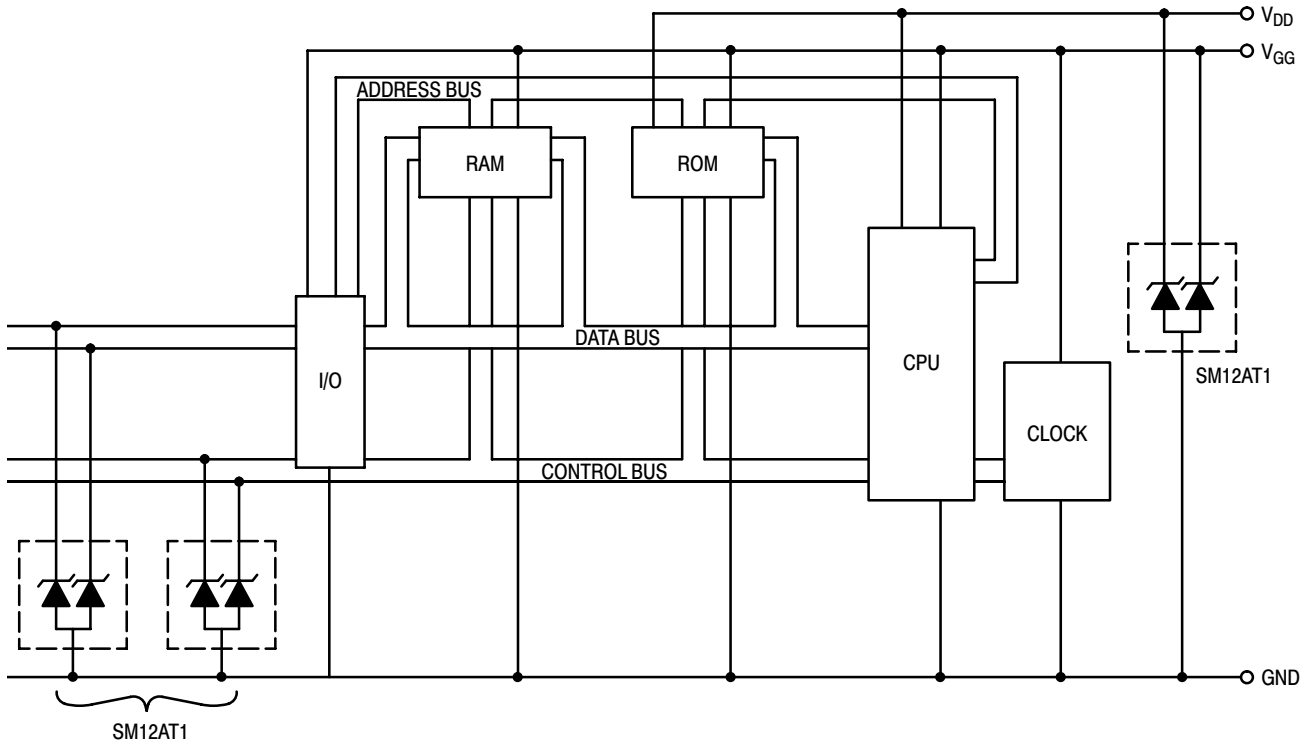 V_DD
V_GG
ADDRESS BUS
RAM
ROM
DATA BUS
I/O
CPU
SM12AT1
CLOCK
CONTROL BUS
GND
SM12AT1